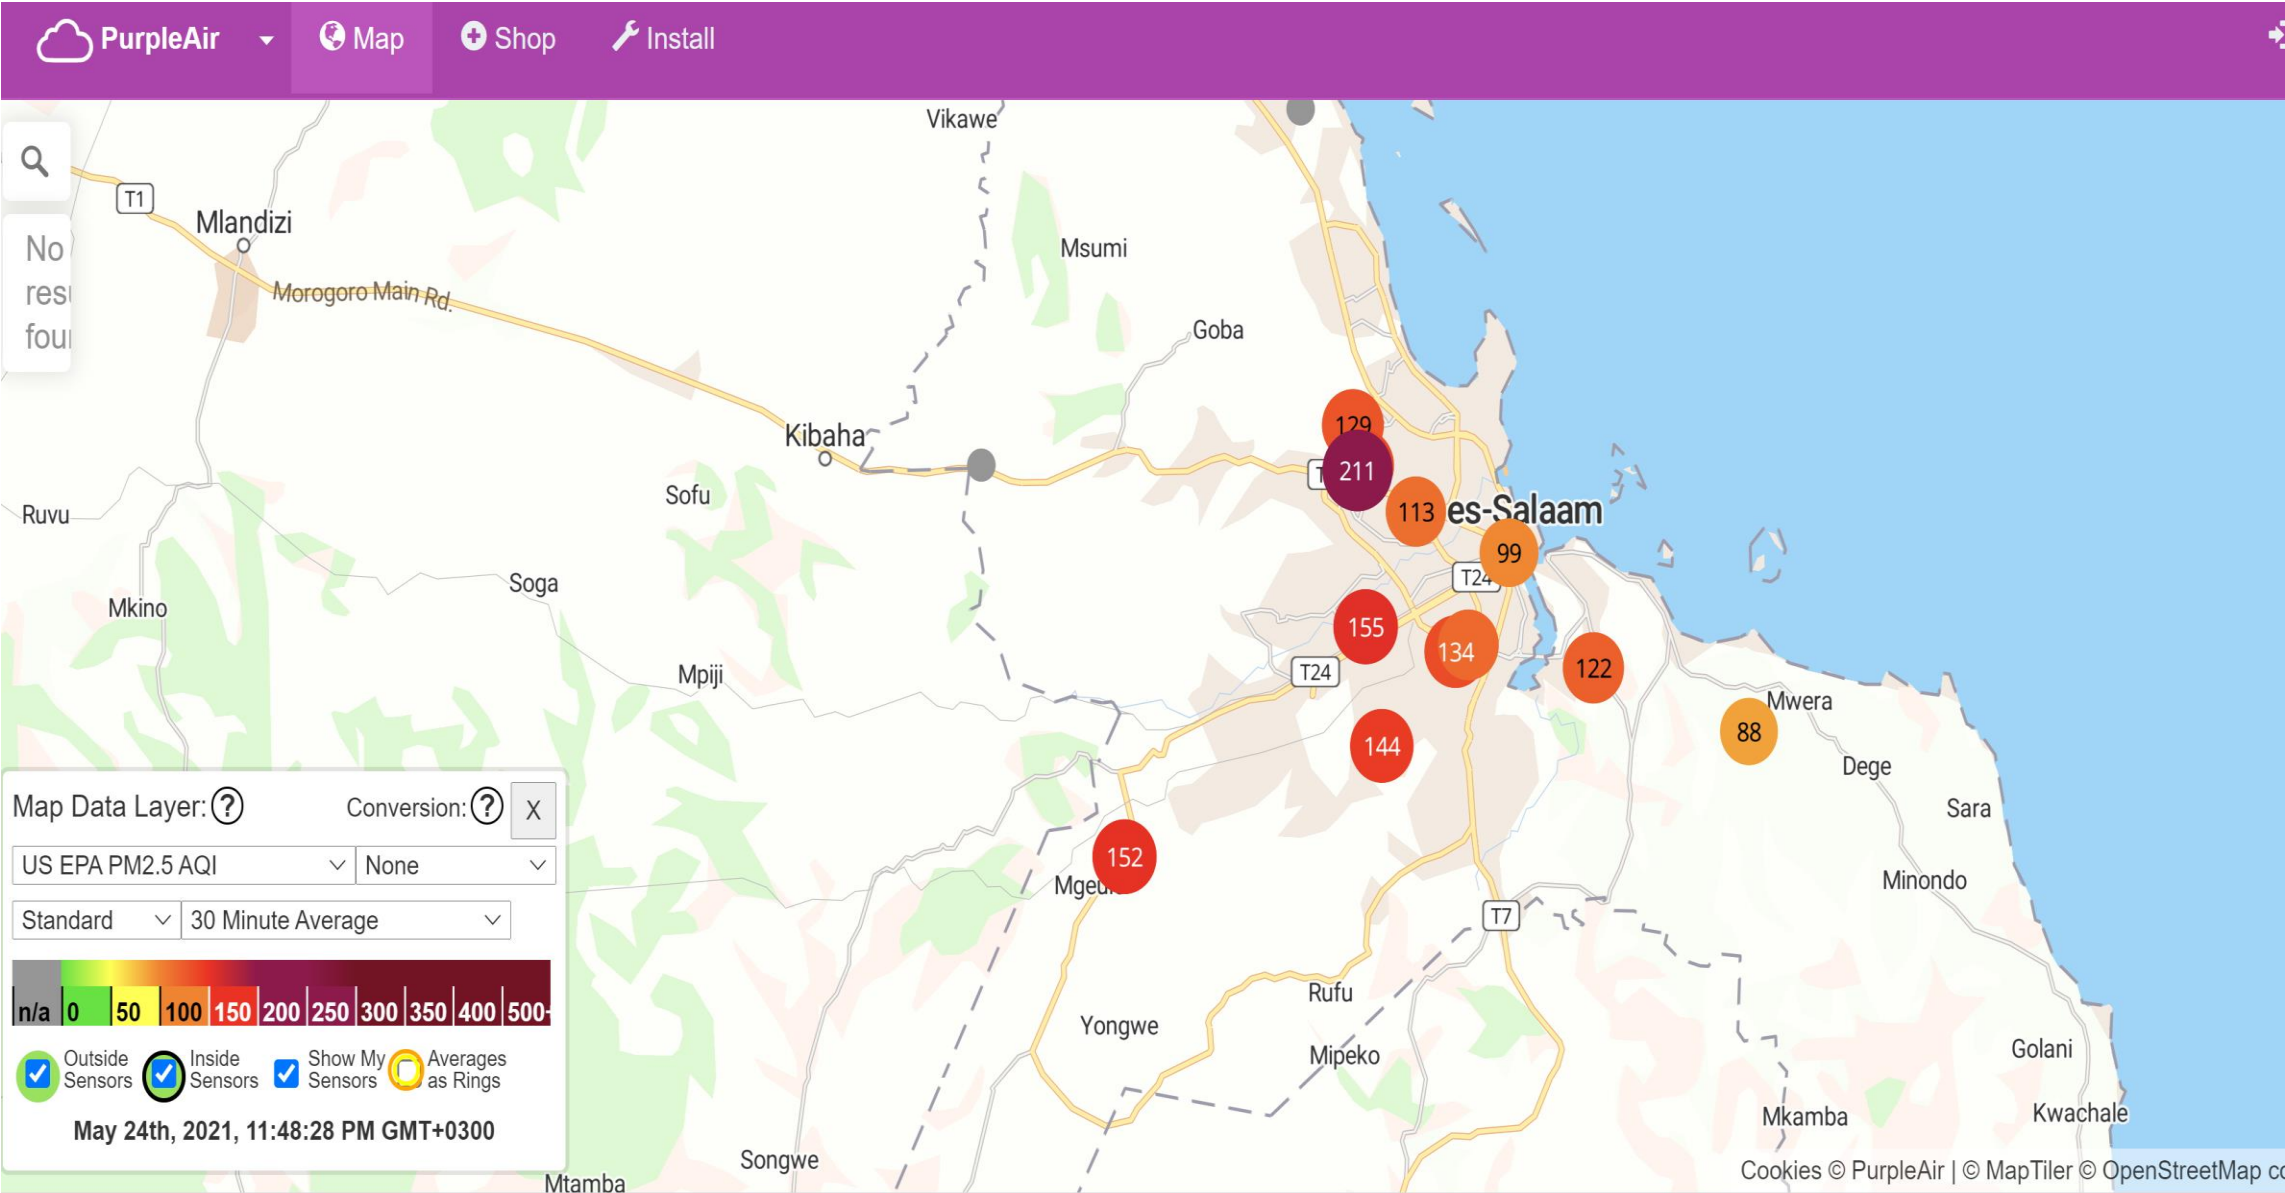 PurpleAir Map Shop Install
Vikawe
T1
Mlandizi
No
Msumi
Morogoro Main Rd.
Goba
129
Kibaha
211
Sofu
113 es-Salaam
Ruvu
99
T24
Soga
Mkino
155
134
122
T24
Mpiji
Mwera
88
144
Dege
Map Data Layer: ? Conversion: ? X
Sara
152
US EPA PM2.5 AQI None
Minondo
Standard 30 Minute Average
T7
Rufu
n/a 0 50 100 150 200 250 300 350 400 500+
Yongwe
Golani
Mipeko
Outside Sensors
Inside Sensors
Show My Sensors
Averages as Rings
Mkamba
Kwachale
May 24th, 2021, 11:48:28 PM GMT+0300
Songwe
Cookies © PurpleAir | © MapTiler © OpenStreetMap
Mtamba